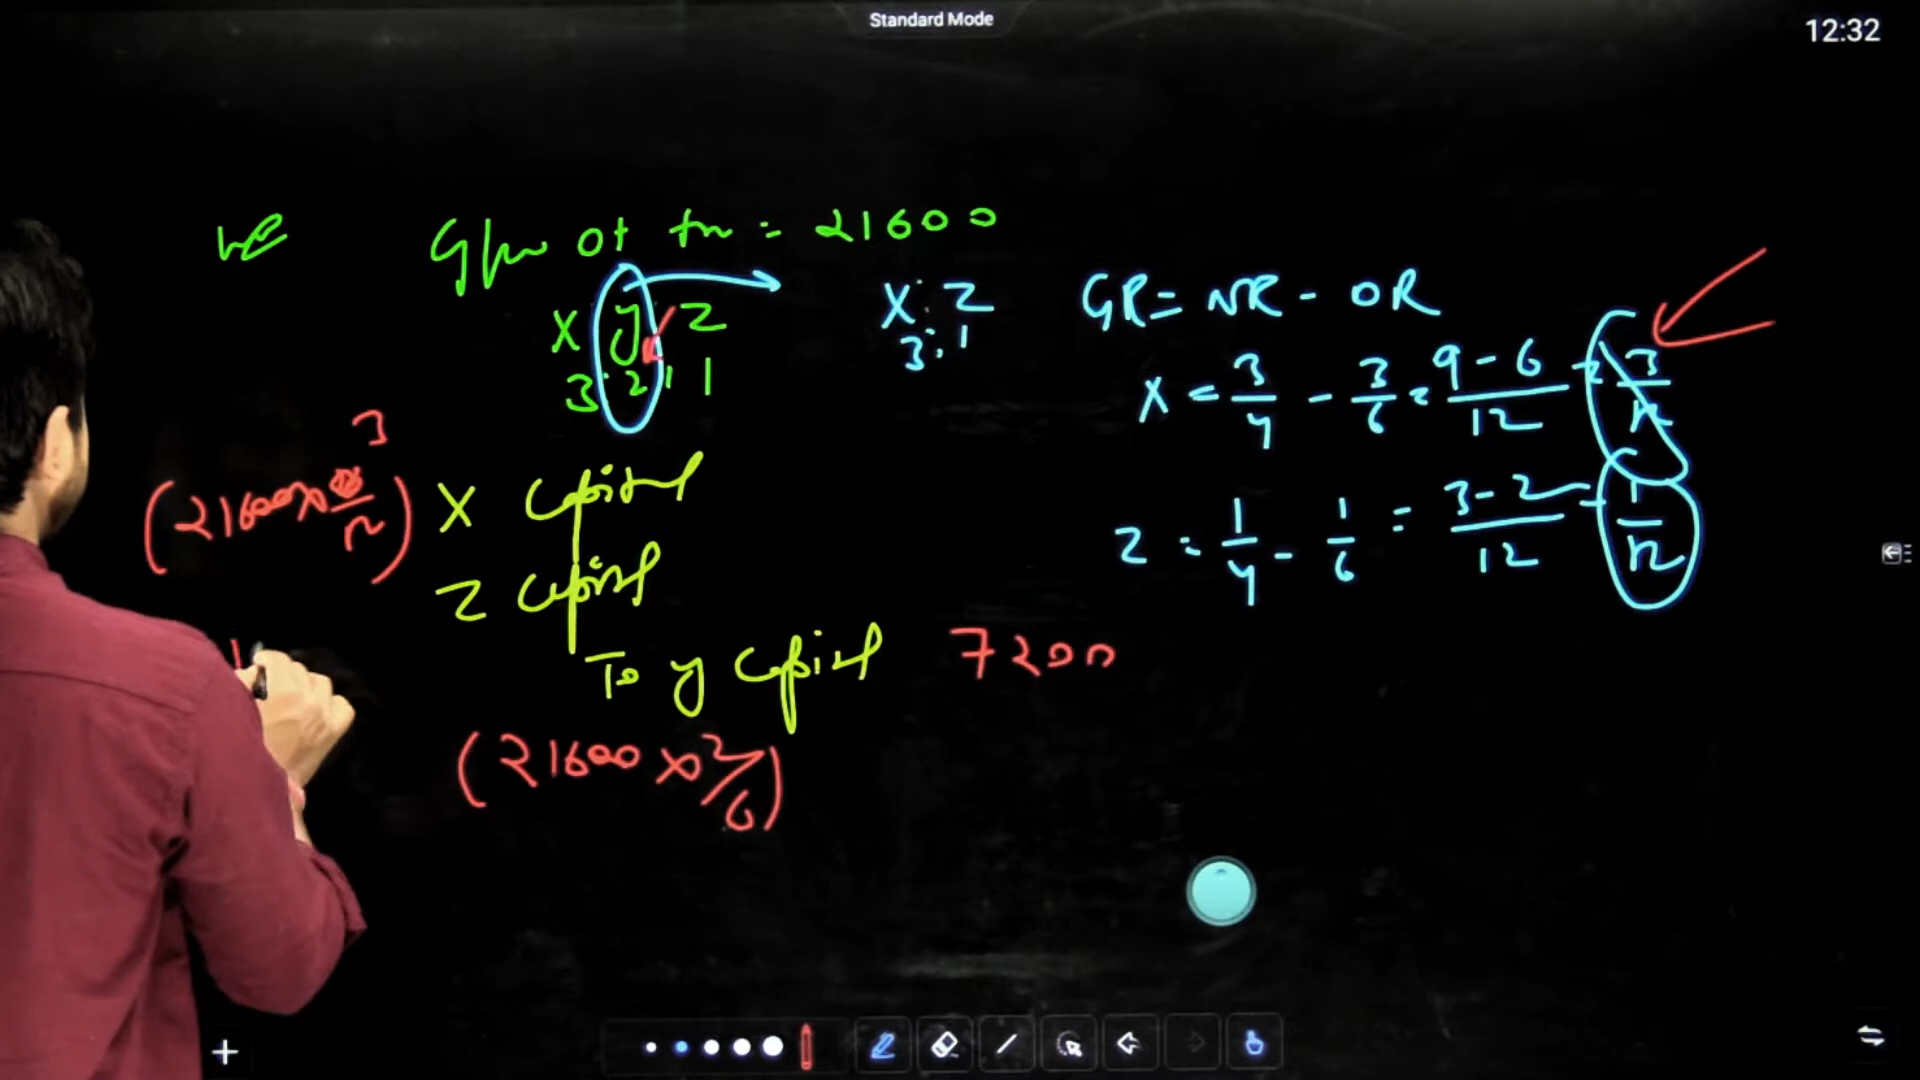 Standard Mode
12:32
of = 21600
X : Z GR = NR - OR
X y Z
3 : 2 : 1
3 : 1
X = 3/4 - 3/6 = 9 - 6/12 = 3/12
(21600 x 3/12) X Capital
Z = 1/4 - 1/6 = 3 - 2/12 = 1/12
Z Capital
To y Capital 7200
(21600 x 2/6)